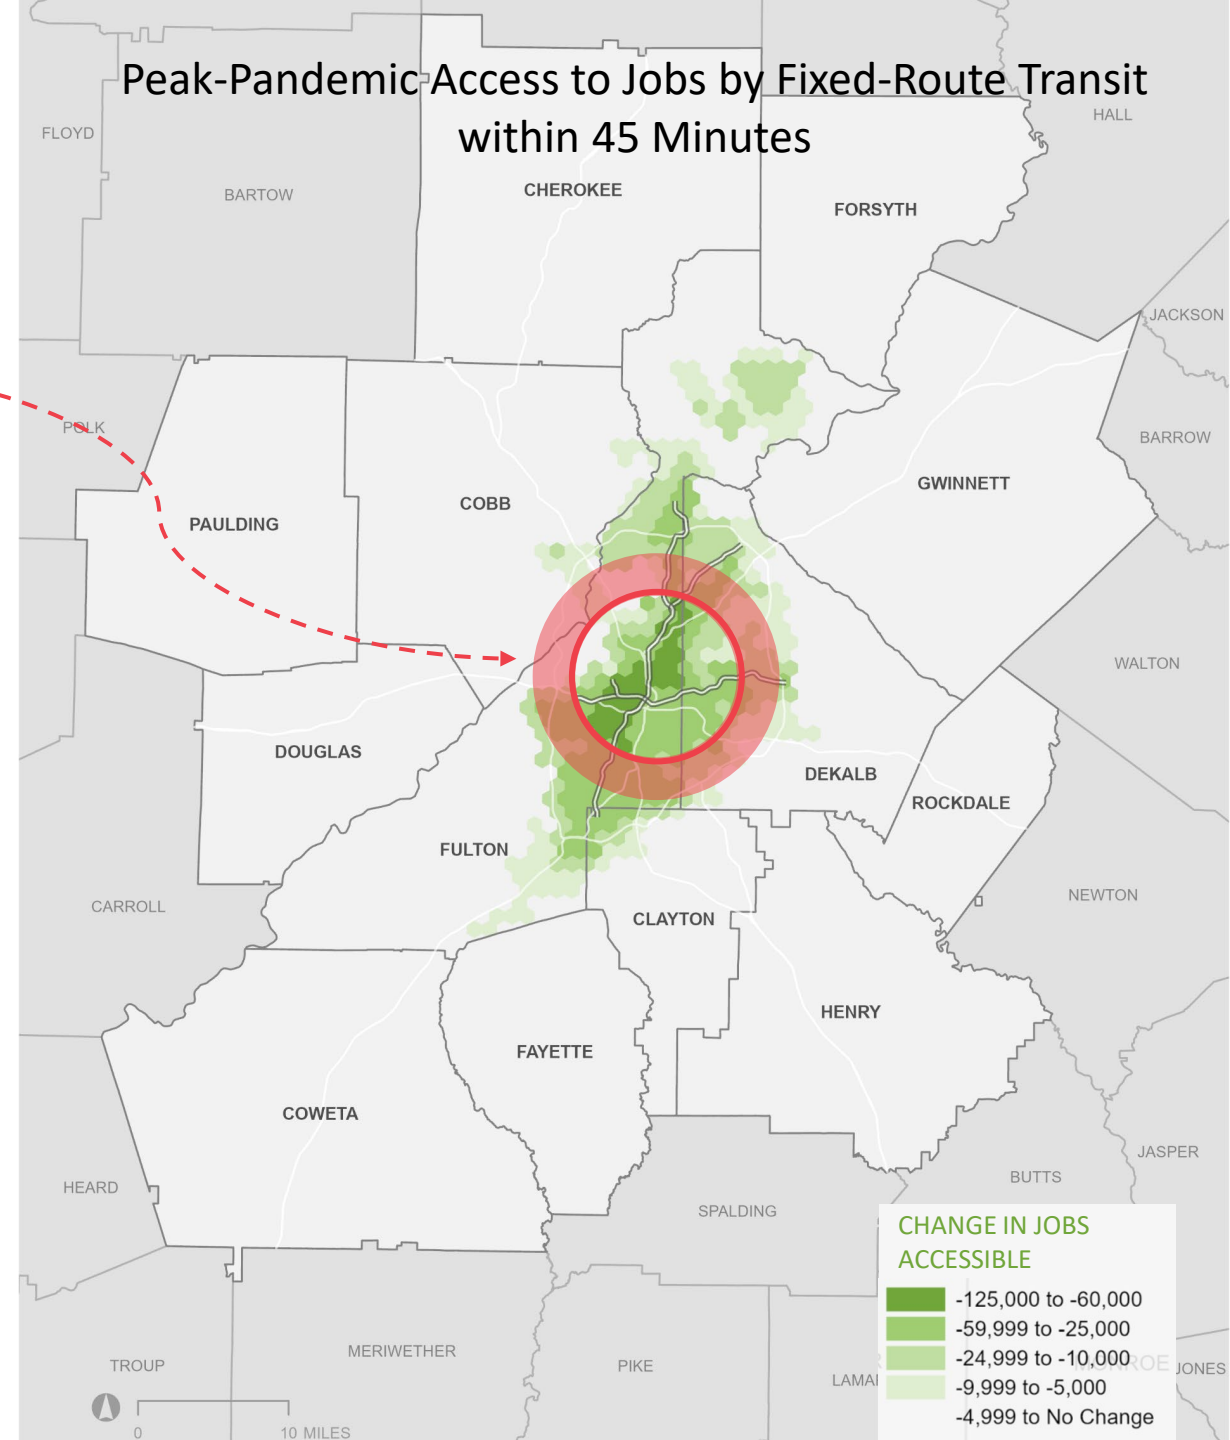 Peak-Pandemic Access to Jobs by Fixed-Route Transit
within 45 Minutes
HALL
FLOYD
CHEROKEE
BARTOW
FORSYTH
JACKSON
POLK
BARROW
GWINNETT
COBB
PAULDING
WALTON
DOUGLAS
DEKALB
ROCKDALE
FULTON
NEWTON
CARROLL
CLAYTON
HENRY
FAYETTE
COWETA
JASPER
BUTTS
HEARD
SPALDING
CHANGE IN JOBS
ACCESSIBLE
-125,000 to -60,000
-59,999 to -25,000
-24,999 to -10,000
-9,999 to -5,000
-4,999 to No Change
MERIWETHER
TROUP
PIKE
MONROE
JONES
LAMA
0 10 MILES